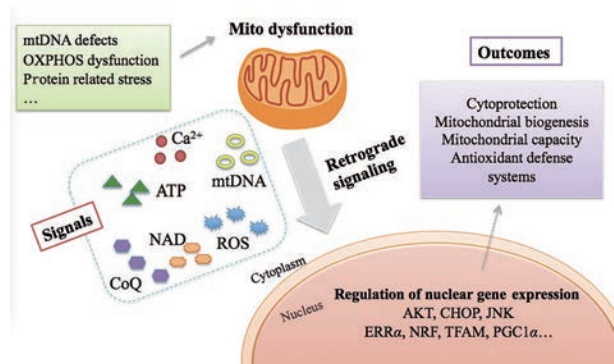 mtDNA defects
OXPHOS dysfunction
Protein related stress
…
Mito dysfunction
Outcomes
Cytoprotection
Mitochondrial biogenesis
Mitochondrial capacity
Antioxidant defense
systems
Retrograde
signaling
Signals
Ca²⁺
mtDNA
ATP
NAD
ROS
CoQ
Cytoplasm
Nucleus
Regulation of nuclear gene expression
AKT, CHOP, JNK
ERRα, NRF, TFAM, PGC1α…